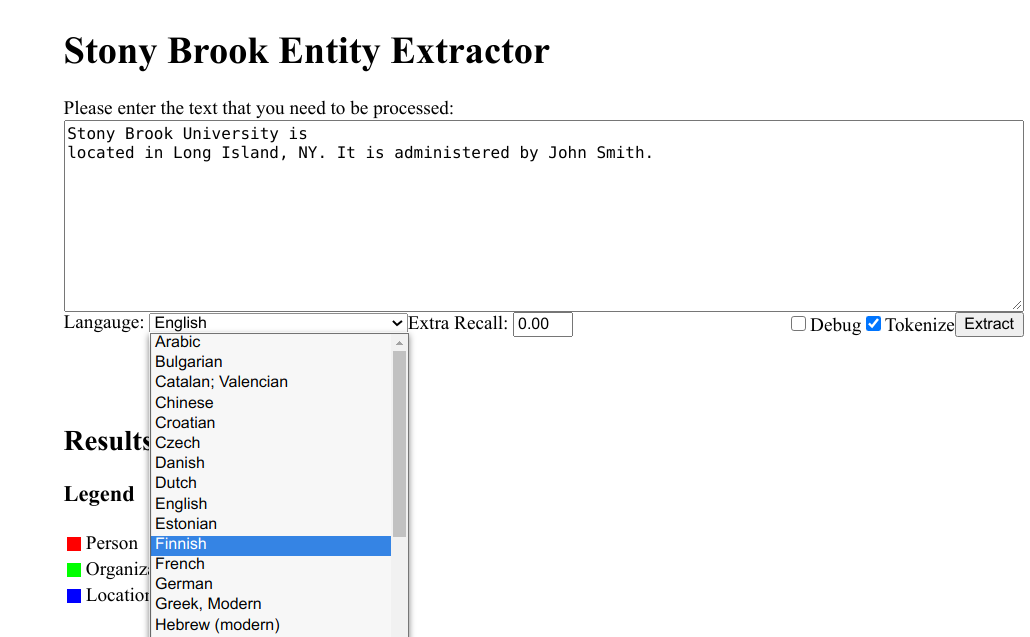 Stony Brook Entity Extractor
Please enter the text that you need to be processed:
Stony Brook University is
located in Long Island, NY. It is administered by John Smith.
Langauge: English Extra Recall: 0.00 Debug Tokenize Extract
Arabic
Bulgarian
Catalan; Valencian
Chinese
Croatian
Czech
Danish
Dutch
English
Estonian
Finnish
French
German
Greek, Modern
Hebrew (modern)
Results
Legend
Person
Organiza
Location